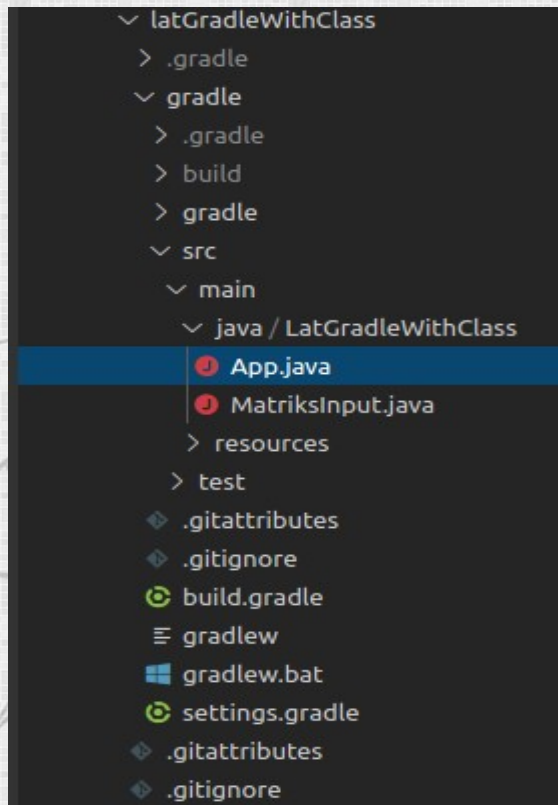 latGradleWithClass
.gradle
gradle
.gradle
build
gradle
src
main
java / LatGradleWithClass
J App.java
J MatriksInput.java
resources
test
.gitattributes
.gitignore
build.gradle
gradlew
gradlew.bat
settings.gradle
.gitattributes
.gitignore